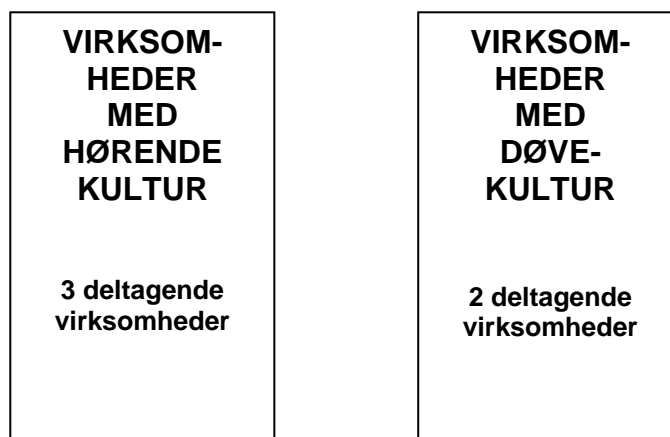 VIRKSOM-
HEDER
MED
HØRENDE
KULTUR
3 deltagende
virksomheder
VIRKSOM-
HEDER
MED
DØVE-
KULTUR
2 deltagende
virksomheder